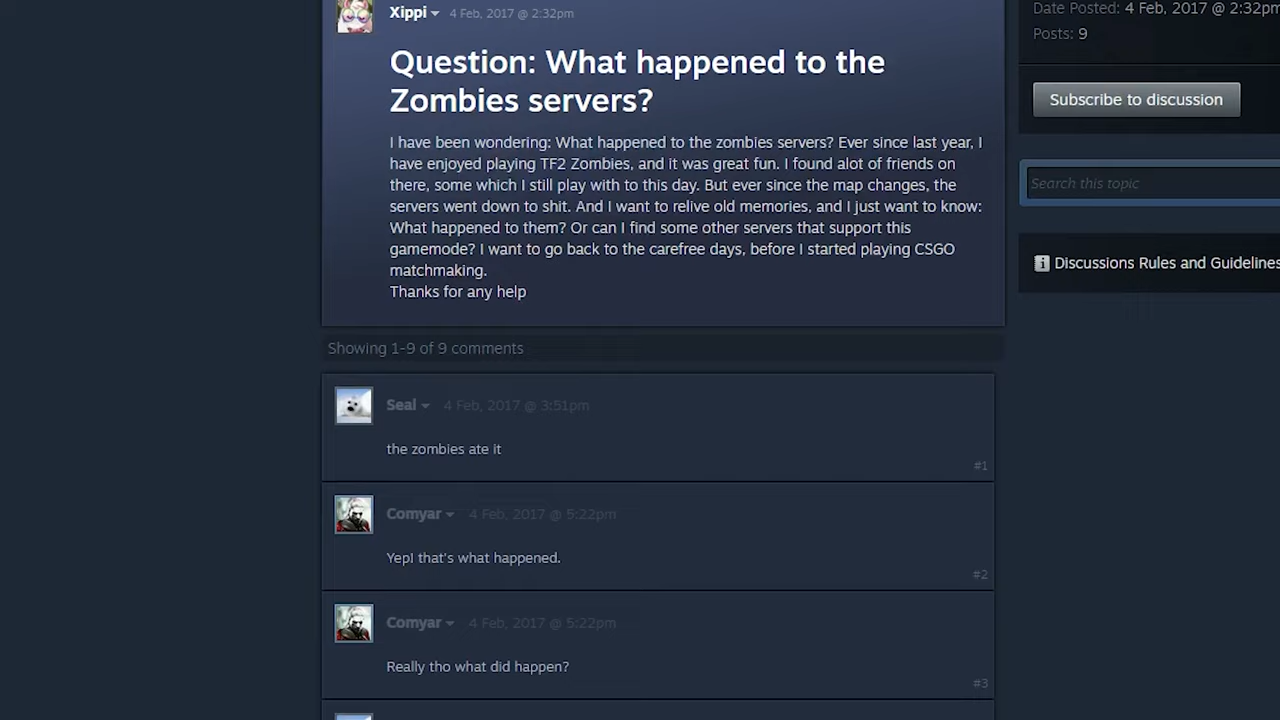 Xippi 4 Feb, 2017 @ 2:32pm
Question: What happened to the
Zombies servers?
I have been wondering: What happened to the zombies servers? Ever since last year, I
have enjoyed playing TF2 Zombies, and it was great fun. I found alot of friends on
there, some which I still play with to this day. But ever since the map changes, the
servers went down to shit. And I want to relive old memories, and I just want to know:
What happened to them? Or can I find some other servers that support this
gamemode? I want to go back to the carefree days, before I started playing CSGO
matchmaking.
Thanks for any help
Showing 1-9 of 9 comments
Seal 4 Feb, 2017 @ 3:51pm
the zombies ate it
#1
Comyar 4 Feb, 2017 @ 5:22pm
Yep! that's what happened.
#2
Comyar 4 Feb, 2017 @ 5:22pm
Really tho what did happen?
#3
Date Posted: 4 Feb, 2017 @ 2:32pm
Posts: 9
Subscribe to discussion
Search this topic
Discussions Rules and Guidelines